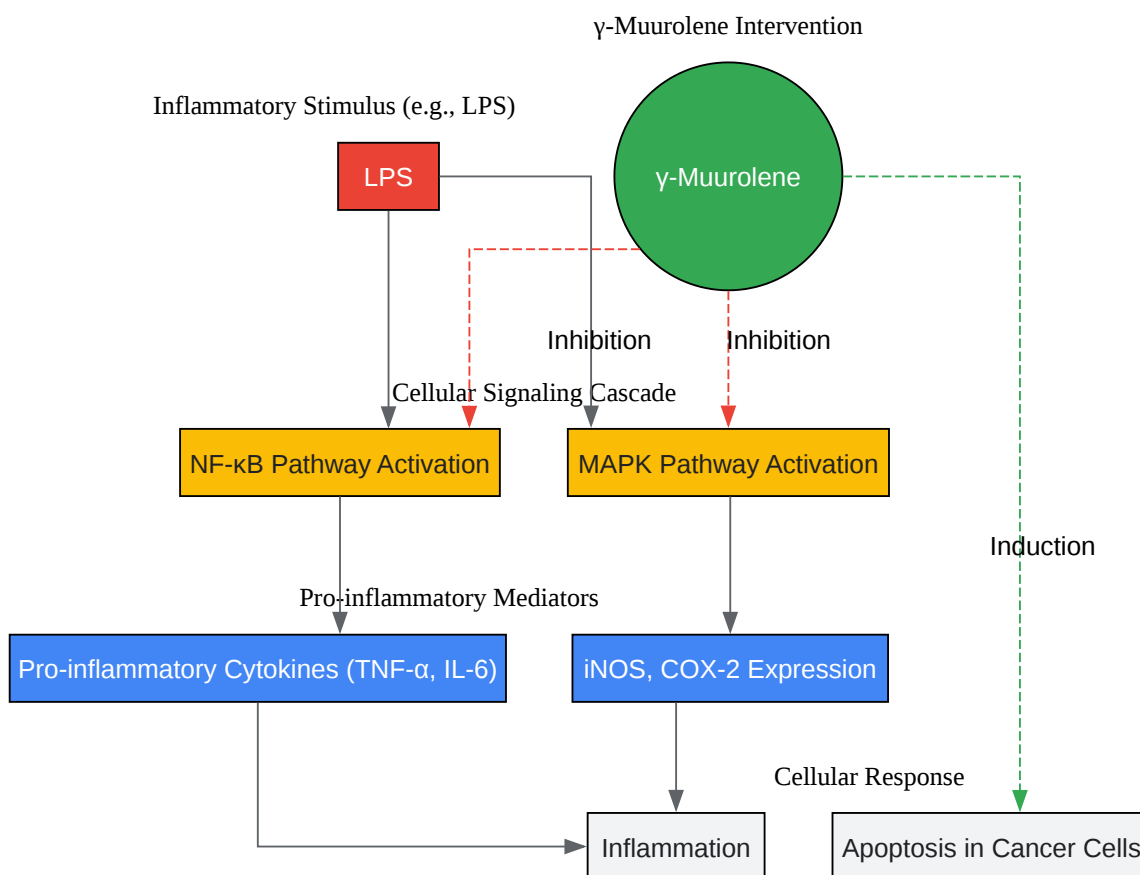 γ-Muurolene Intervention
Inflammatory Stimulus (e.g., LPS)
LPS
γ-Muurolene
Inhibition
Inhibition
Cellular Signaling Cascade
NF-κB Pathway Activation
MAPK Pathway Activation
Induction
Pro-inflammatory Mediators
Pro-inflammatory Cytokines (TNF-α, IL-6)
iNOS, COX-2 Expression
Cellular Response
Inflammation
Apoptosis in Cancer Cells